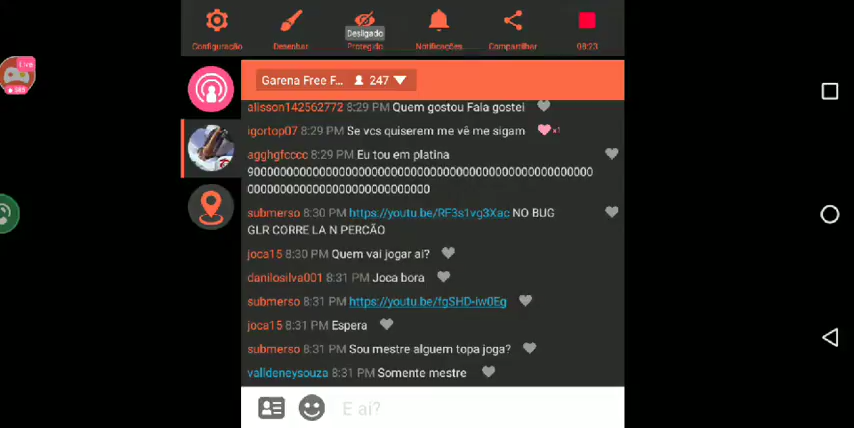 Desligado
Configuração Desenhar Protegido Notificações Compartilhar 08:23
Live
Garena Free F... 247
alisson142562772 8:29 PM Quem gostou Fala gostei
igortop07 8:29 PM Se vcs quiserem me vê me sigam x1
agghgfcccc 8:29 PM Eu tou em platina
submerso 8:30 PM https://youtu.be/RF3s1vg3Xac NO BUG
GLR CORRE LA N PERCÃO
joca15 8:30 PM Quem vai jogar ai?
danilosilva001 8:31 PM Joca bora
submerso 8:31 PM https://youtu.be/fgSHD-iw0Eg
joca15 8:31 PM Espera
submerso 8:31 PM Sou mestre alguem topa joga?
valldeneysouza 8:31 PM Somente mestre
E ai?